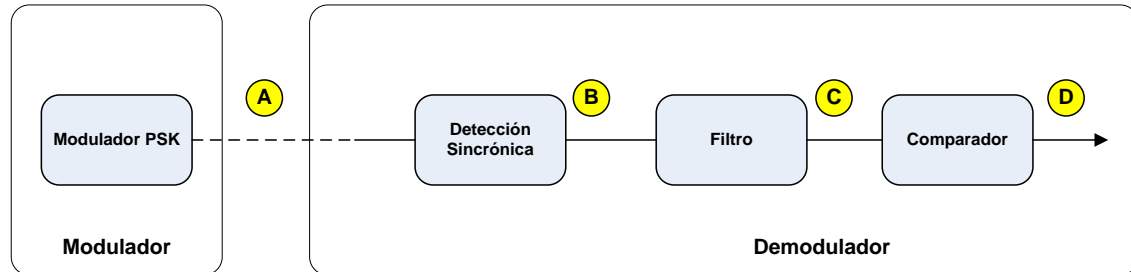 A
B
C
D
Modulador PSK
Detección
Sincrónica
Filtro
Comparador
Modulador
Demodulador